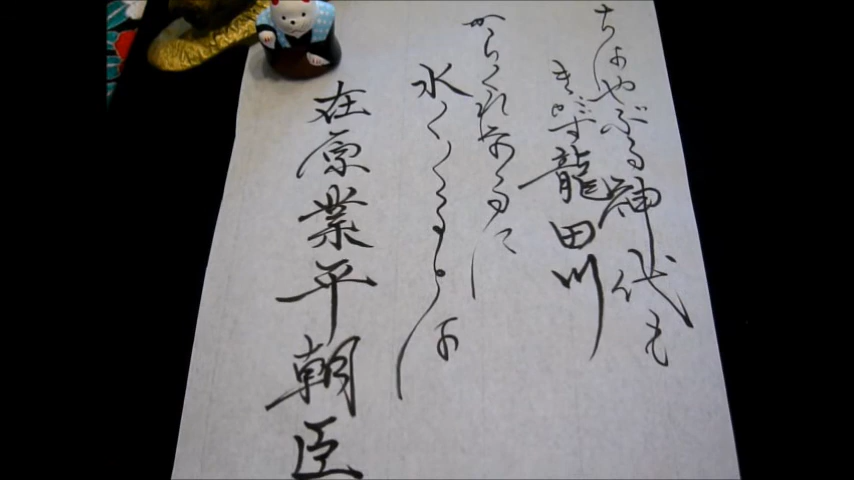 ちはやぶる神代も
きかず龍田川
からくれなゐに
水くくるとは
在原業平朝臣